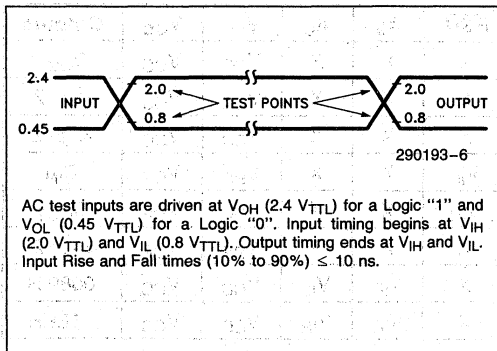 2.4
2.0
2.0
INPUT
TEST POINTS
OUTPUT
0.8
0.8
0.45
290193–6
AC test inputs are driven at VOH (2.4 VTTL) for a Logic "1" and
VOL (0.45 VTTL) for a Logic "0". Input timing begins at VIH
(2.0 VTTL) and VIL (0.8 VTTL). Output timing ends at VIH and VIL.
Input Rise and Fall times (10% to 90%) ≤ 10 ns.